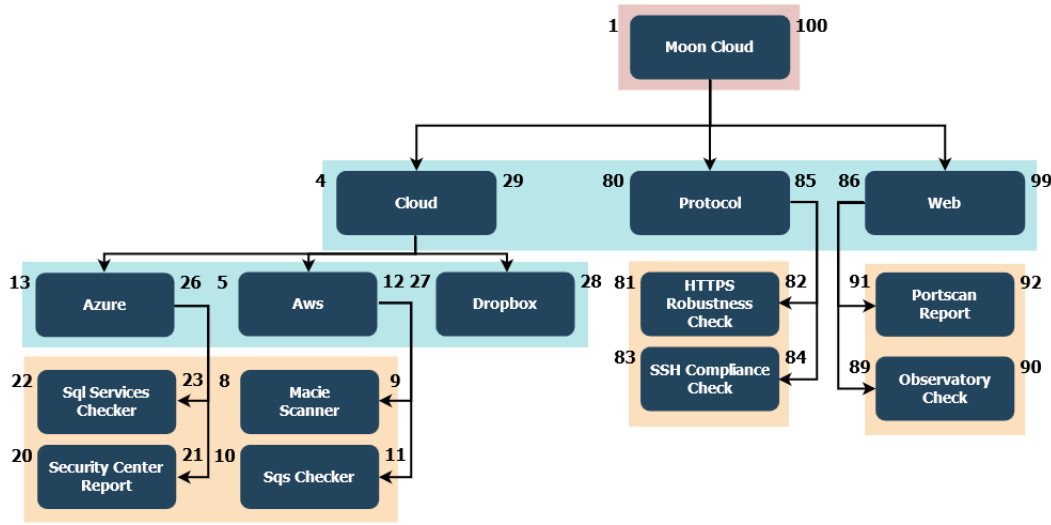 1 Moon Cloud 100
4 Cloud 29
80 Protocol 85
86 Web 99
13 Azure 26
5 Aws 12
27 Dropbox 28
81 HTTPS 82
Robustness
Check
91 Portscan 92
Report
22 Sql Services 23
Checker
8 Macie 9
Scanner
83 SSH Compliance 84
Check
89 Observatory 90
Check
20 Security Center 21
Report
10 Sqs Checker 11